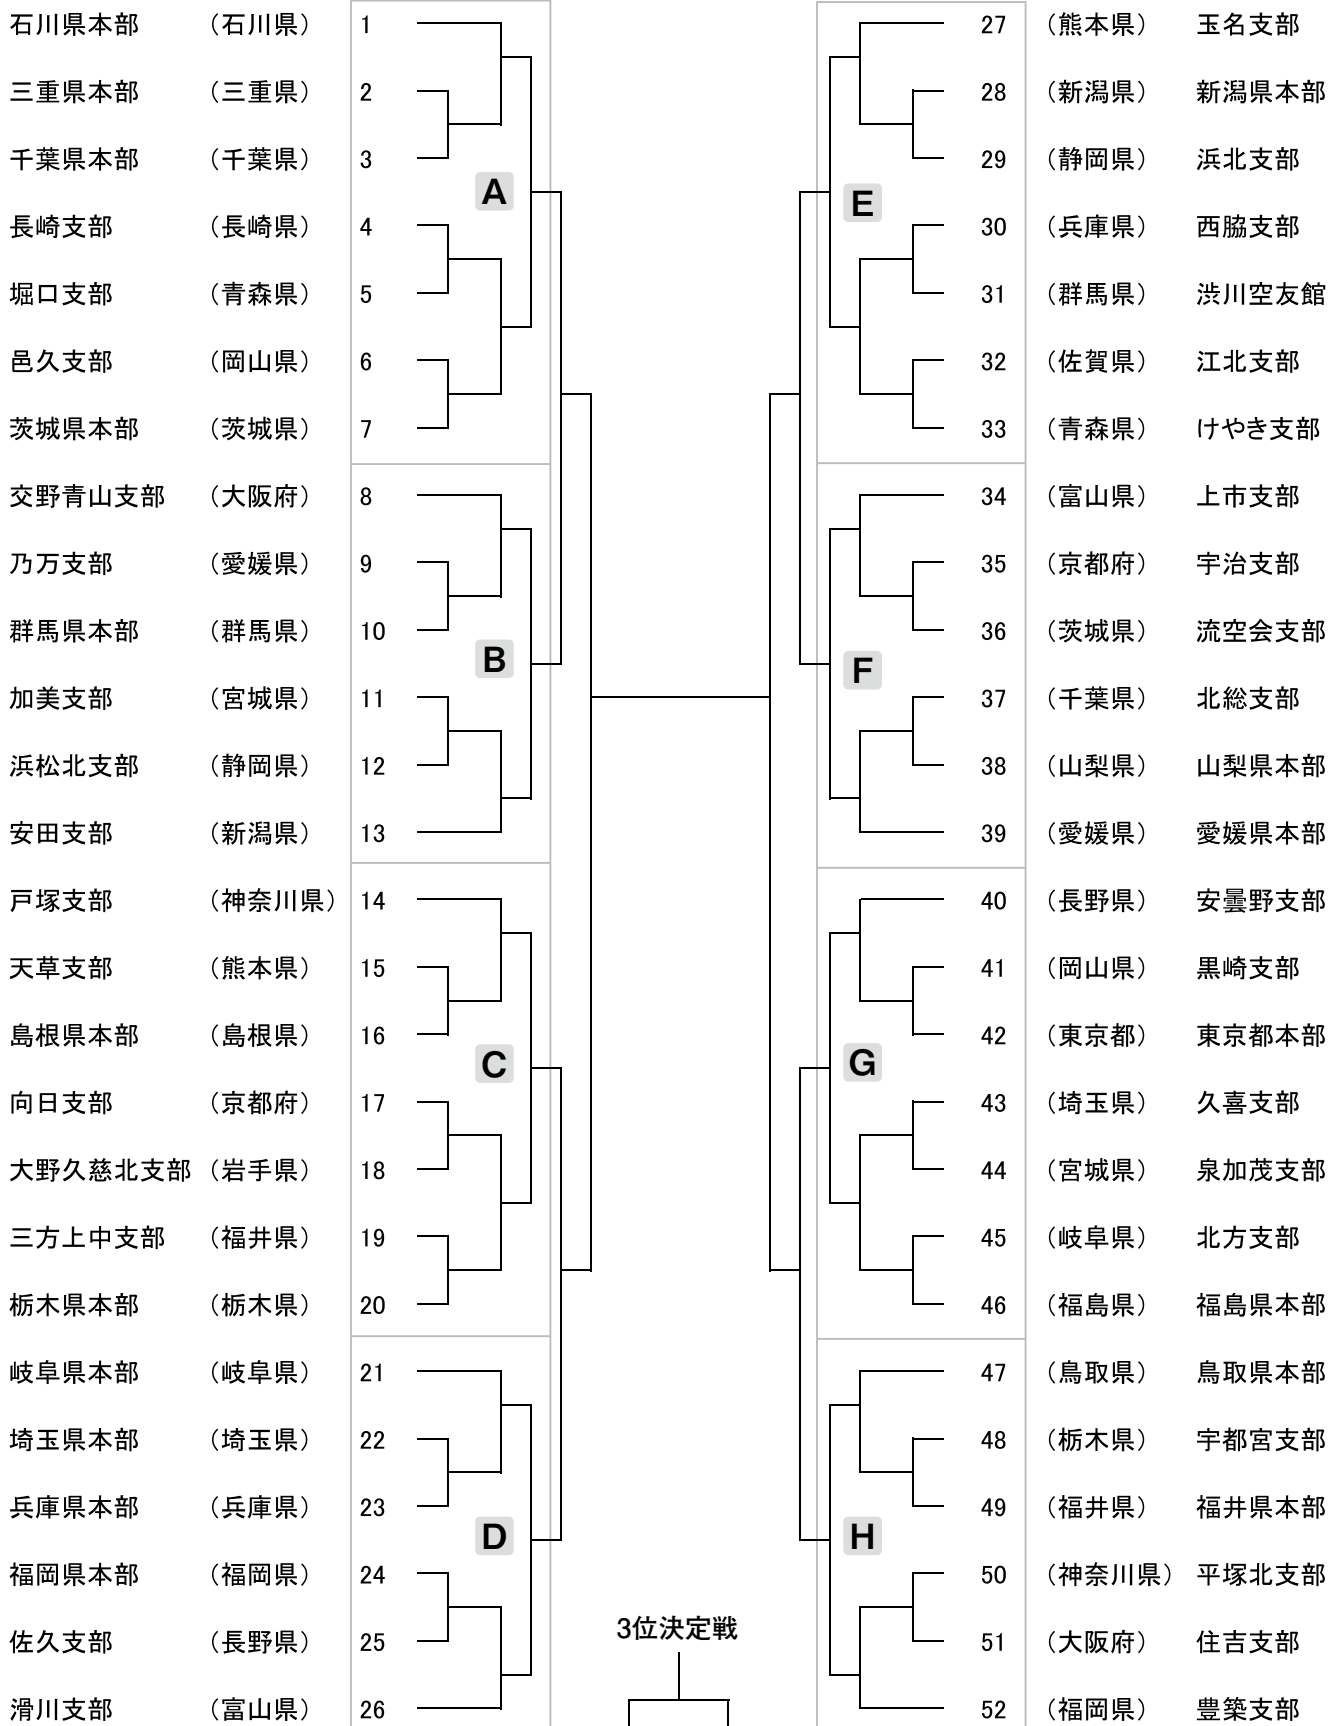 石川県本部 （石川県） 1
三重県本部 （三重県） 2
千葉県本部 （千葉県） 3
A
長崎支部 （長崎県） 4
堀口支部 （青森県） 5
邑久支部 （岡山県） 6
茨城県本部 （茨城県） 7
交野青山支部 （大阪府） 8
乃万支部 （愛媛県） 9
群馬県本部 （群馬県） 10
B
加美支部 （宮城県） 11
浜松北支部 （静岡県） 12
安田支部 （新潟県） 13
戸塚支部 （神奈川県） 14
天草支部 （熊本県） 15
島根県本部 （島根県） 16
C
向日支部 （京都府） 17
大野久慈北支部 （岩手県） 18
三方上中支部 （福井県） 19
栃木県本部 （栃木県） 20
岐阜県本部 （岐阜県） 21
埼玉県本部 （埼玉県） 22
兵庫県本部 （兵庫県） 23
D
福岡県本部 （福岡県） 24
佐久支部 （長野県） 25
滑川支部 （富山県） 26
3位決定戦
27 （熊本県） 玉名支部
28 （新潟県） 新潟県本部
29 （静岡県） 浜北支部
E
30 （兵庫県） 西脇支部
31 （群馬県） 渋川空友館
32 （佐賀県） 江北支部
33 （青森県） けやき支部
34 （富山県） 上市支部
35 （京都府） 宇治支部
36 （茨城県） 流空会支部
F
37 （千葉県） 北総支部
38 （山梨県） 山梨県本部
39 （愛媛県） 愛媛県本部
40 （長野県） 安曇野支部
41 （岡山県） 黒崎支部
42 （東京都） 東京都本部
G
43 （埼玉県） 久喜支部
44 （宮城県） 泉加茂支部
45 （岐阜県） 北方支部
46 （福島県） 福島県本部
47 （鳥取県） 鳥取県本部
48 （栃木県） 宇都宮支部
49 （福井県） 福井県本部
H
50 （神奈川県） 平塚北支部
51 （大阪府） 住吉支部
52 （福岡県） 豊築支部